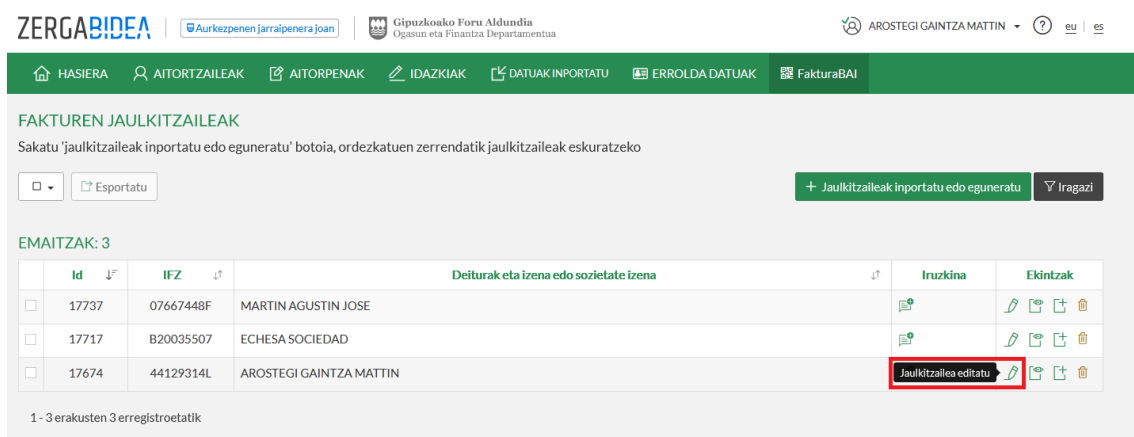 ZERGABIDEA Aurkezpenen jarraipenera joan Gipuzkoako Foru Aldundia
Ogasun eta Finantza Departamentua
AROSTEGI GAINTZA MATTIN ? eu | es
HASIERA AITORTZAILEAK AITORPENAK IDAZKIAK DATUAK INPORTATU ERROLDA DATUAK FakturaBAI
FAKTUREN JAULKITZAILEAK
Sakatu 'jaulkitzaileak inportatu edo eguneratu' botoia, ordezkatuen zerrendatik jaulkitzaileak eskuratzeko
Esportatu + Jaulkitzaileak inportatu edo eguneratu Iragazi
EMAITZAK: 3
Id IFZ Deiturak eta izena edo sozietate izena Iruzkina Ekintzak
17737 07667448F MARTIN AGUSTIN JOSE
17717 B20035507 ECHESA SOCIEDAD
17674 44129314L AROSTEGI GAINTZA MATTIN Jaulkitzailea editatu
1 - 3 erakusten 3 erregistroetatik